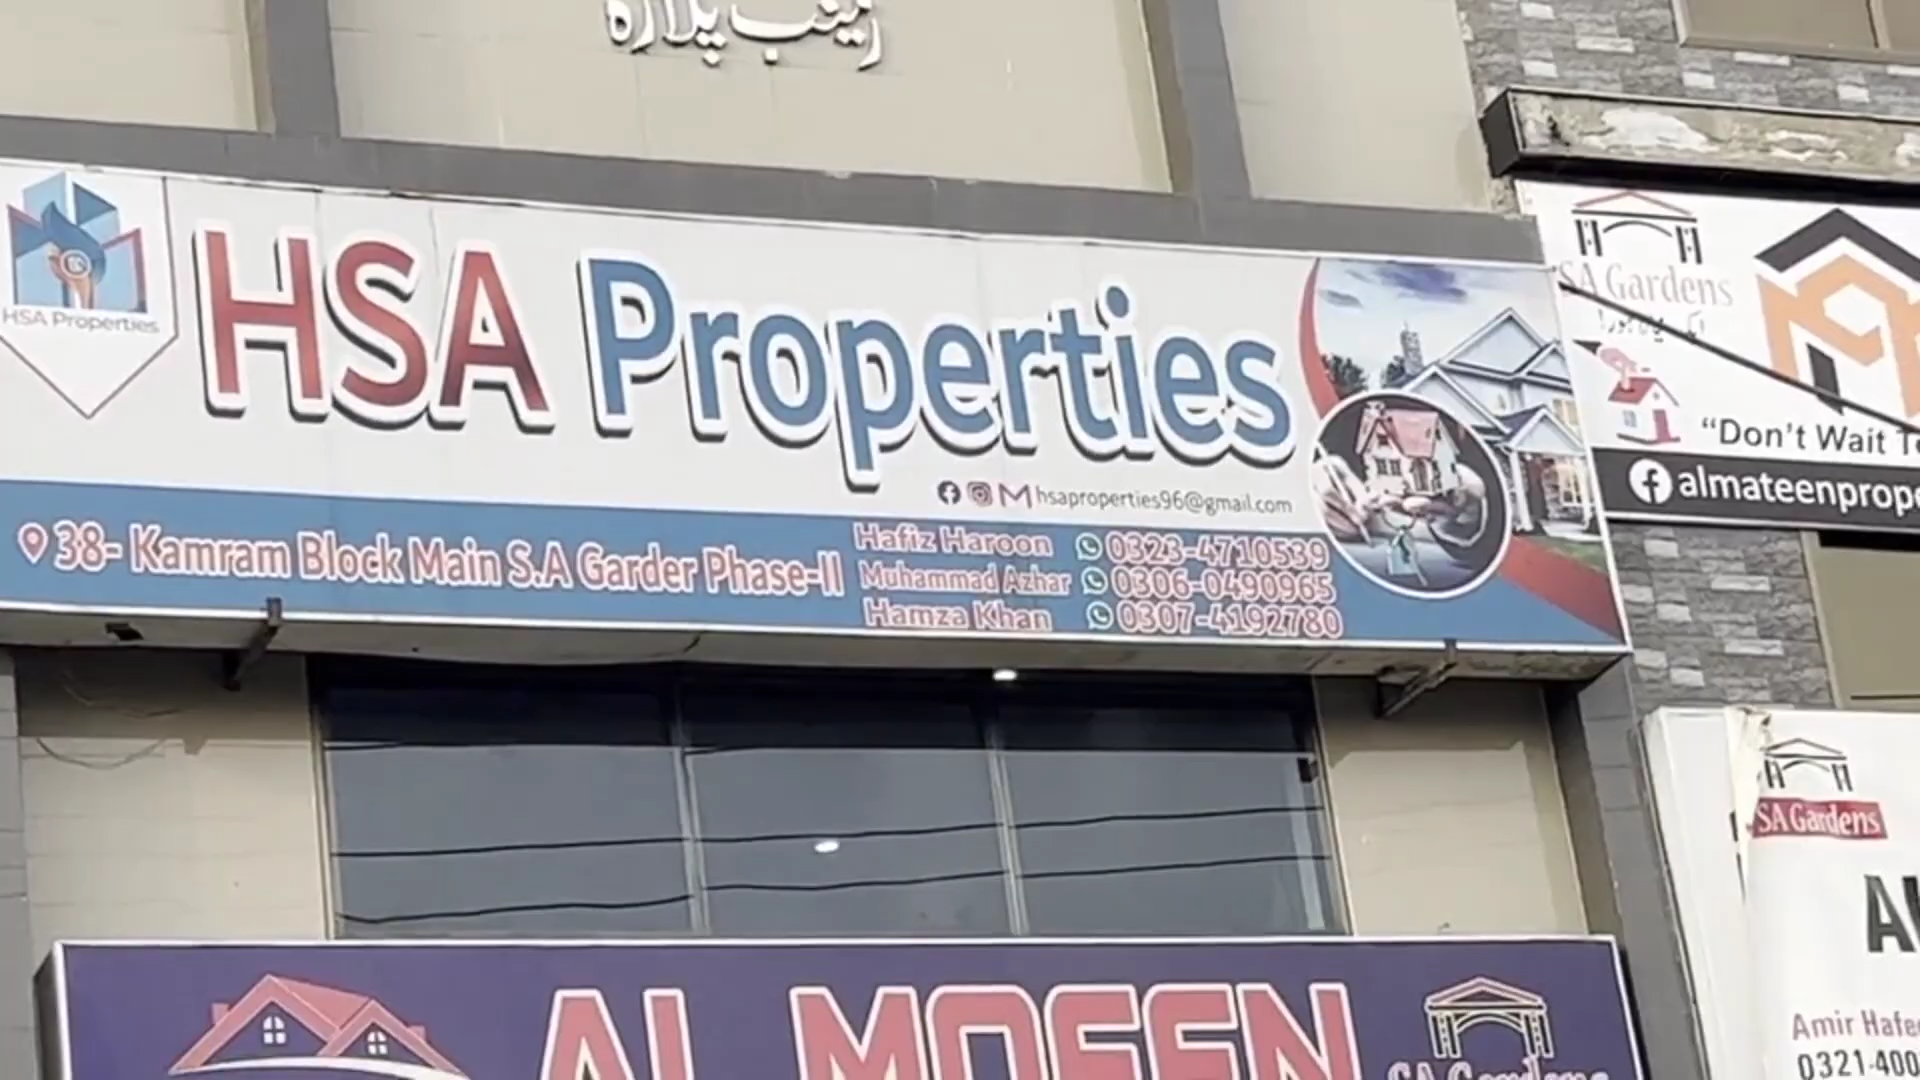 زینب پلازہ
HSA Properties
HSA Properties
hsaproperties96@gmail.com
38- Kamram Block Main S.A Garder Phase-II
Hafiz Haroon 0323-4710539
Muhammad Azhar 0306-0490965
Hamza Khan 0307-4192780
SA Gardens
"Don't Wait
almateenprope
SA Gardens
Al
Amir Hafe
0321-400
AL MOEEN
SA Gardens